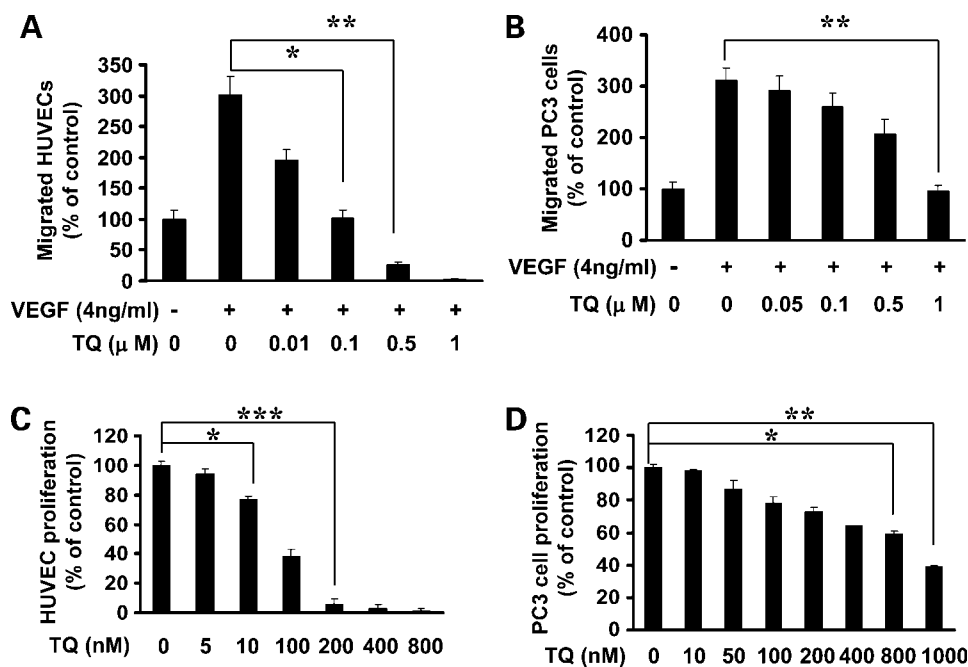 A
**
*
Migrated HUVECs
(% of control)
350
300
250
200
150
100
50
0
VEGF (4ng/ml) - + + + + +
TQ (μ M) 0 0 0.01 0.1 0.5 1
B
**
Migrated PC3 cells
(% of control)
400
300
200
100
0
VEGF (4ng/ml) - + + + + +
TQ (μ M) 0 0 0.05 0.1 0.5 1
C
***
*
HUVEC proliferation
(% of control)
120
100
80
60
40
20
0
TQ (nM) 0 5 10 100 200 400 800
D
**
*
PC3 cell proliferation
(% of control)
120
100
80
60
40
20
0
TQ (nM) 0 10 50 100 200 400 800 1000